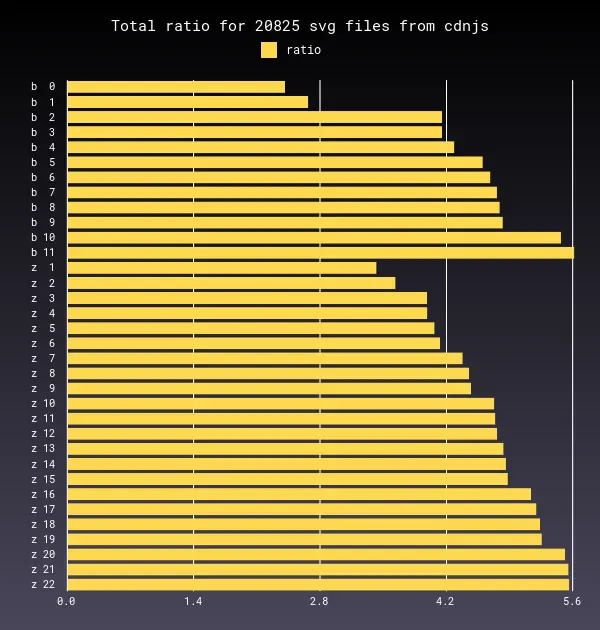 Total ratio for 20825 svg files from cdnjs
ratio
b 0
b 1
b 2
b 3
b 4
b 5
b 6
b 7
b 8
b 9
b 10
b 11
z 1
z 2
z 3
z 4
z 5
z 6
z 7
z 8
z 9
z 10
z 11
z 12
z 13
z 14
z 15
z 16
z 17
z 18
z 19
z 20
z 21
z 22
0.0 1.4 2.8 4.2 5.6